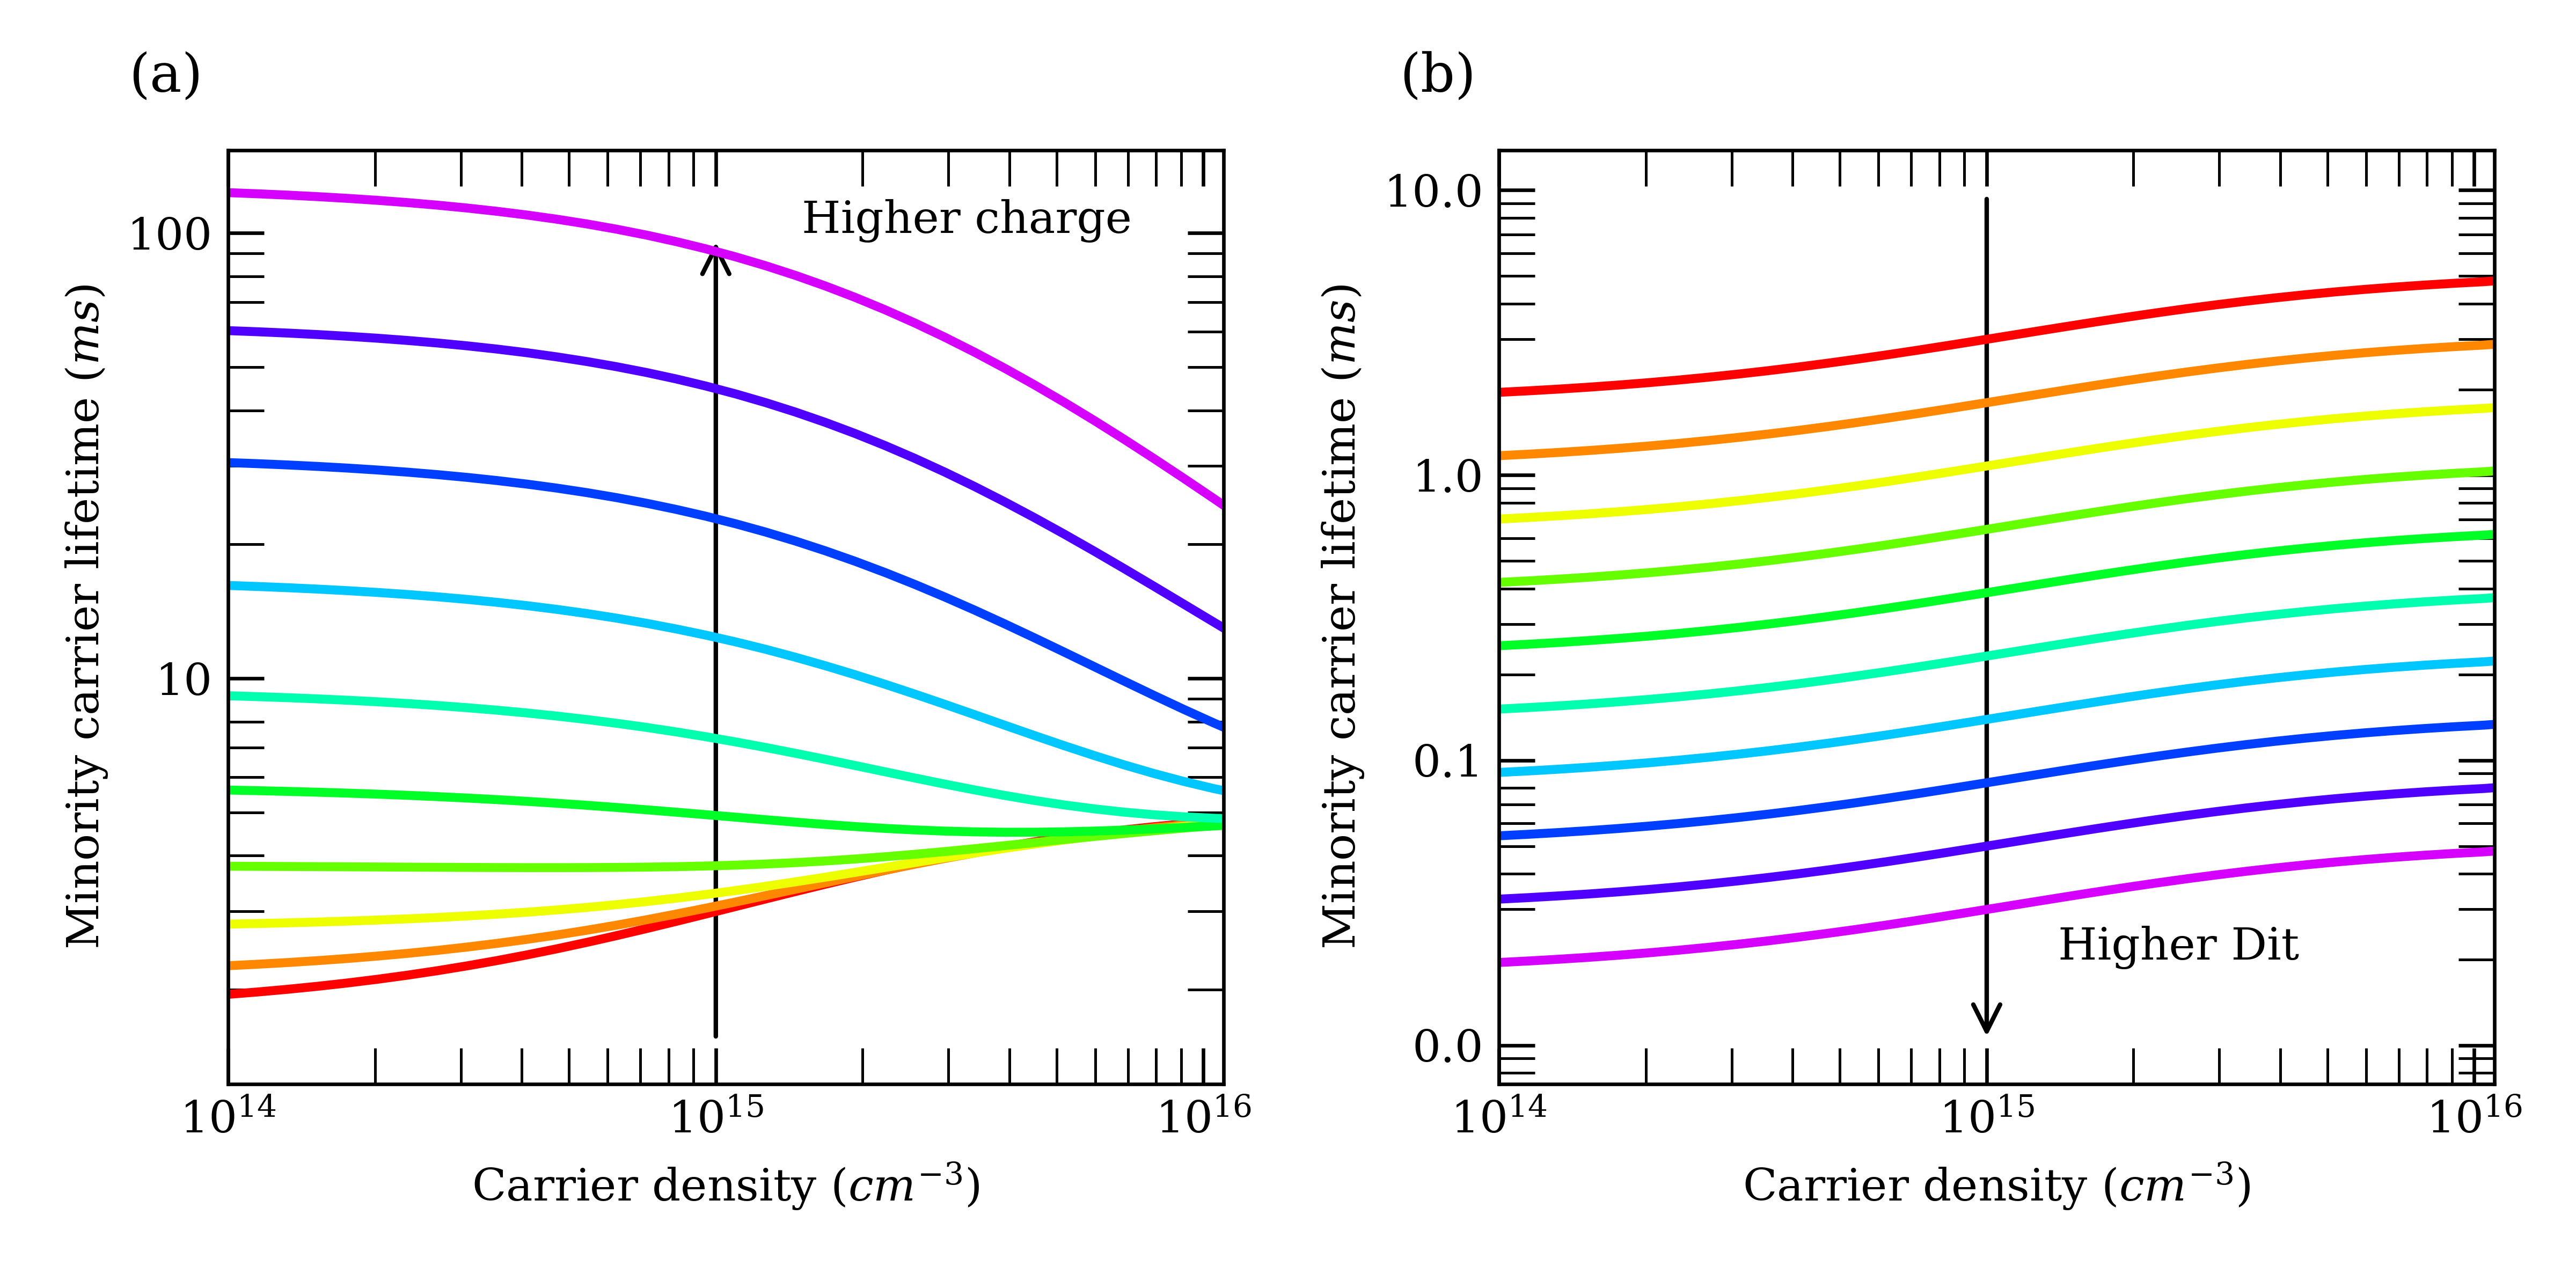 (a)
(b)
Higher charge
100
10
Minority carrier lifetime (ms)
10^14
10^15
10^16
Carrier density (cm^−3)
10.0
1.0
0.1
0.0
Minority carrier lifetime (ms)
Higher Dit
10^14
10^15
10^16
Carrier density (cm^−3)